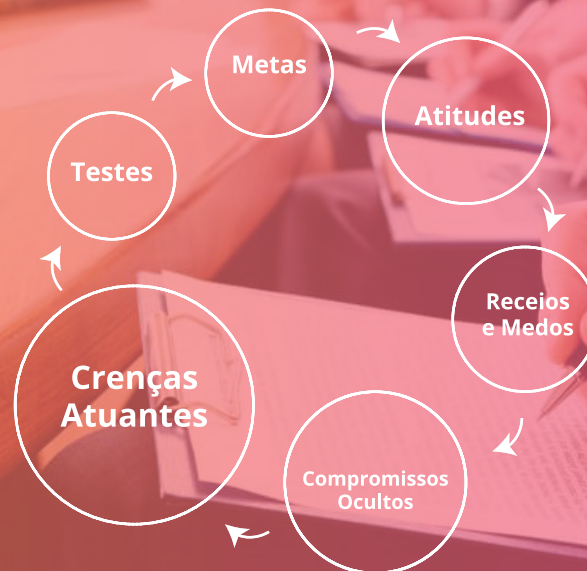 Metas
Atitudes
Receios
e Medos
Compromissos
Ocultos
Crenças
Atuantes
Testes